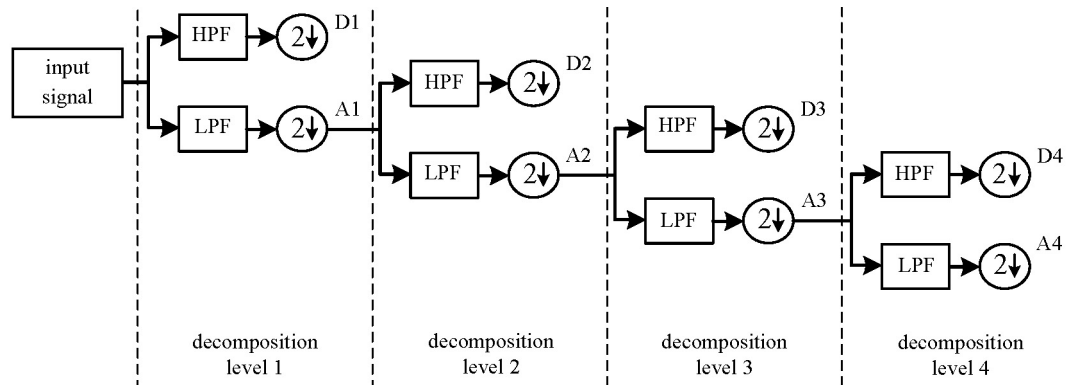 input
signal
HPF
2↓
D1
LPF
2↓
A1
decomposition
level 1
HPF
2↓
D2
LPF
2↓
A2
decomposition
level 2
HPF
2↓
D3
LPF
2↓
A3
decomposition
level 3
HPF
2↓
D4
LPF
2↓
A4
decomposition
level 4